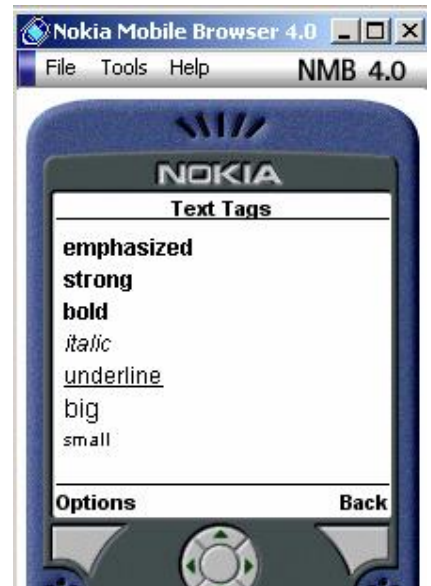 Nokia Mobile Browser 4.0
File Tools Help NMB 4.0
NOKIA
Text Tags
emphasized
strong
bold
italic
underline
big
small
Options Back